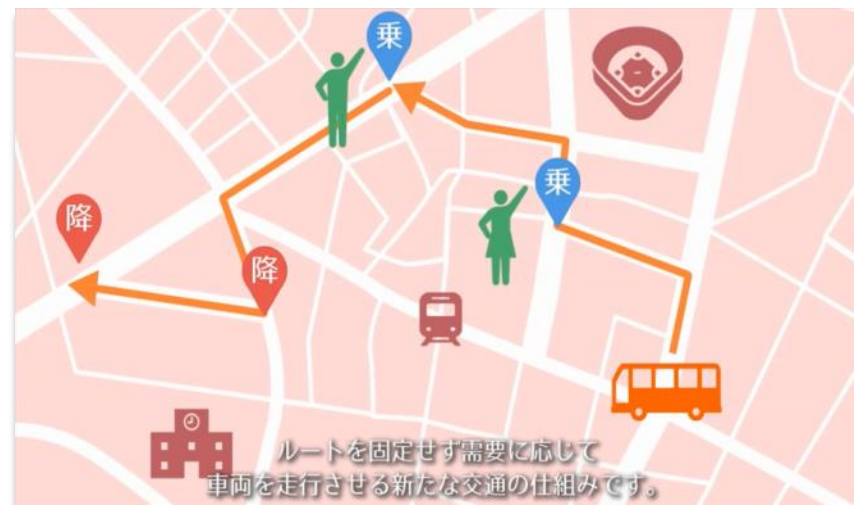 乗
乗
降
降
ルートを固定せず需要に応じて
車両を走行させる新たな交通の仕組みです。